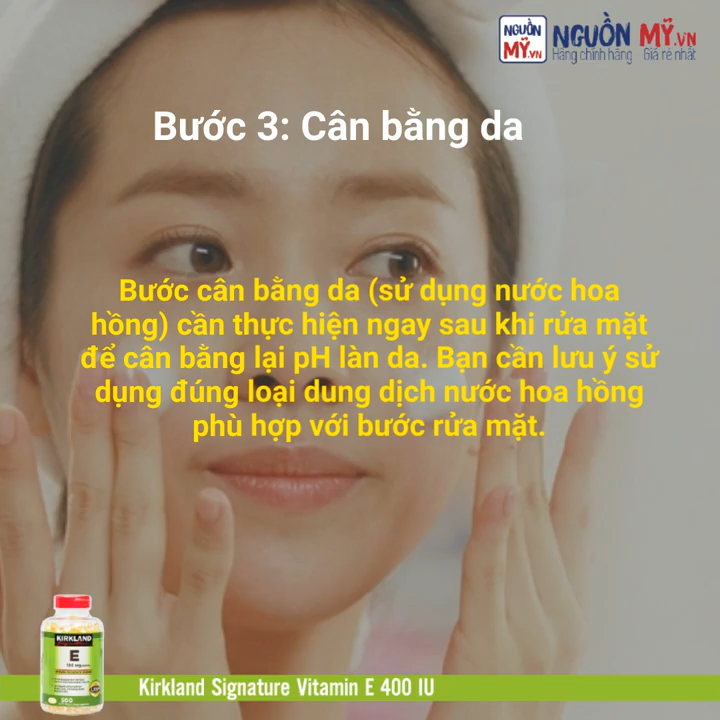 NGUỒN
MỸ.VN
NGUỒN MỸ.VN
Hàng chính hãng Giá rẻ nhất
Bước 3: Cân bằng da
Bước cân bằng da (sử dụng nước hoa
hồng) cần thực hiện ngay sau khi rửa mặt
để cân bằng lại pH làn da. Bạn cần lưu ý sử
dụng đúng loại dung dịch nước hoa hồng
phù hợp với bước rửa mặt.
KIRKLAND
E
Kirkland Signature Vitamin E 400 IU